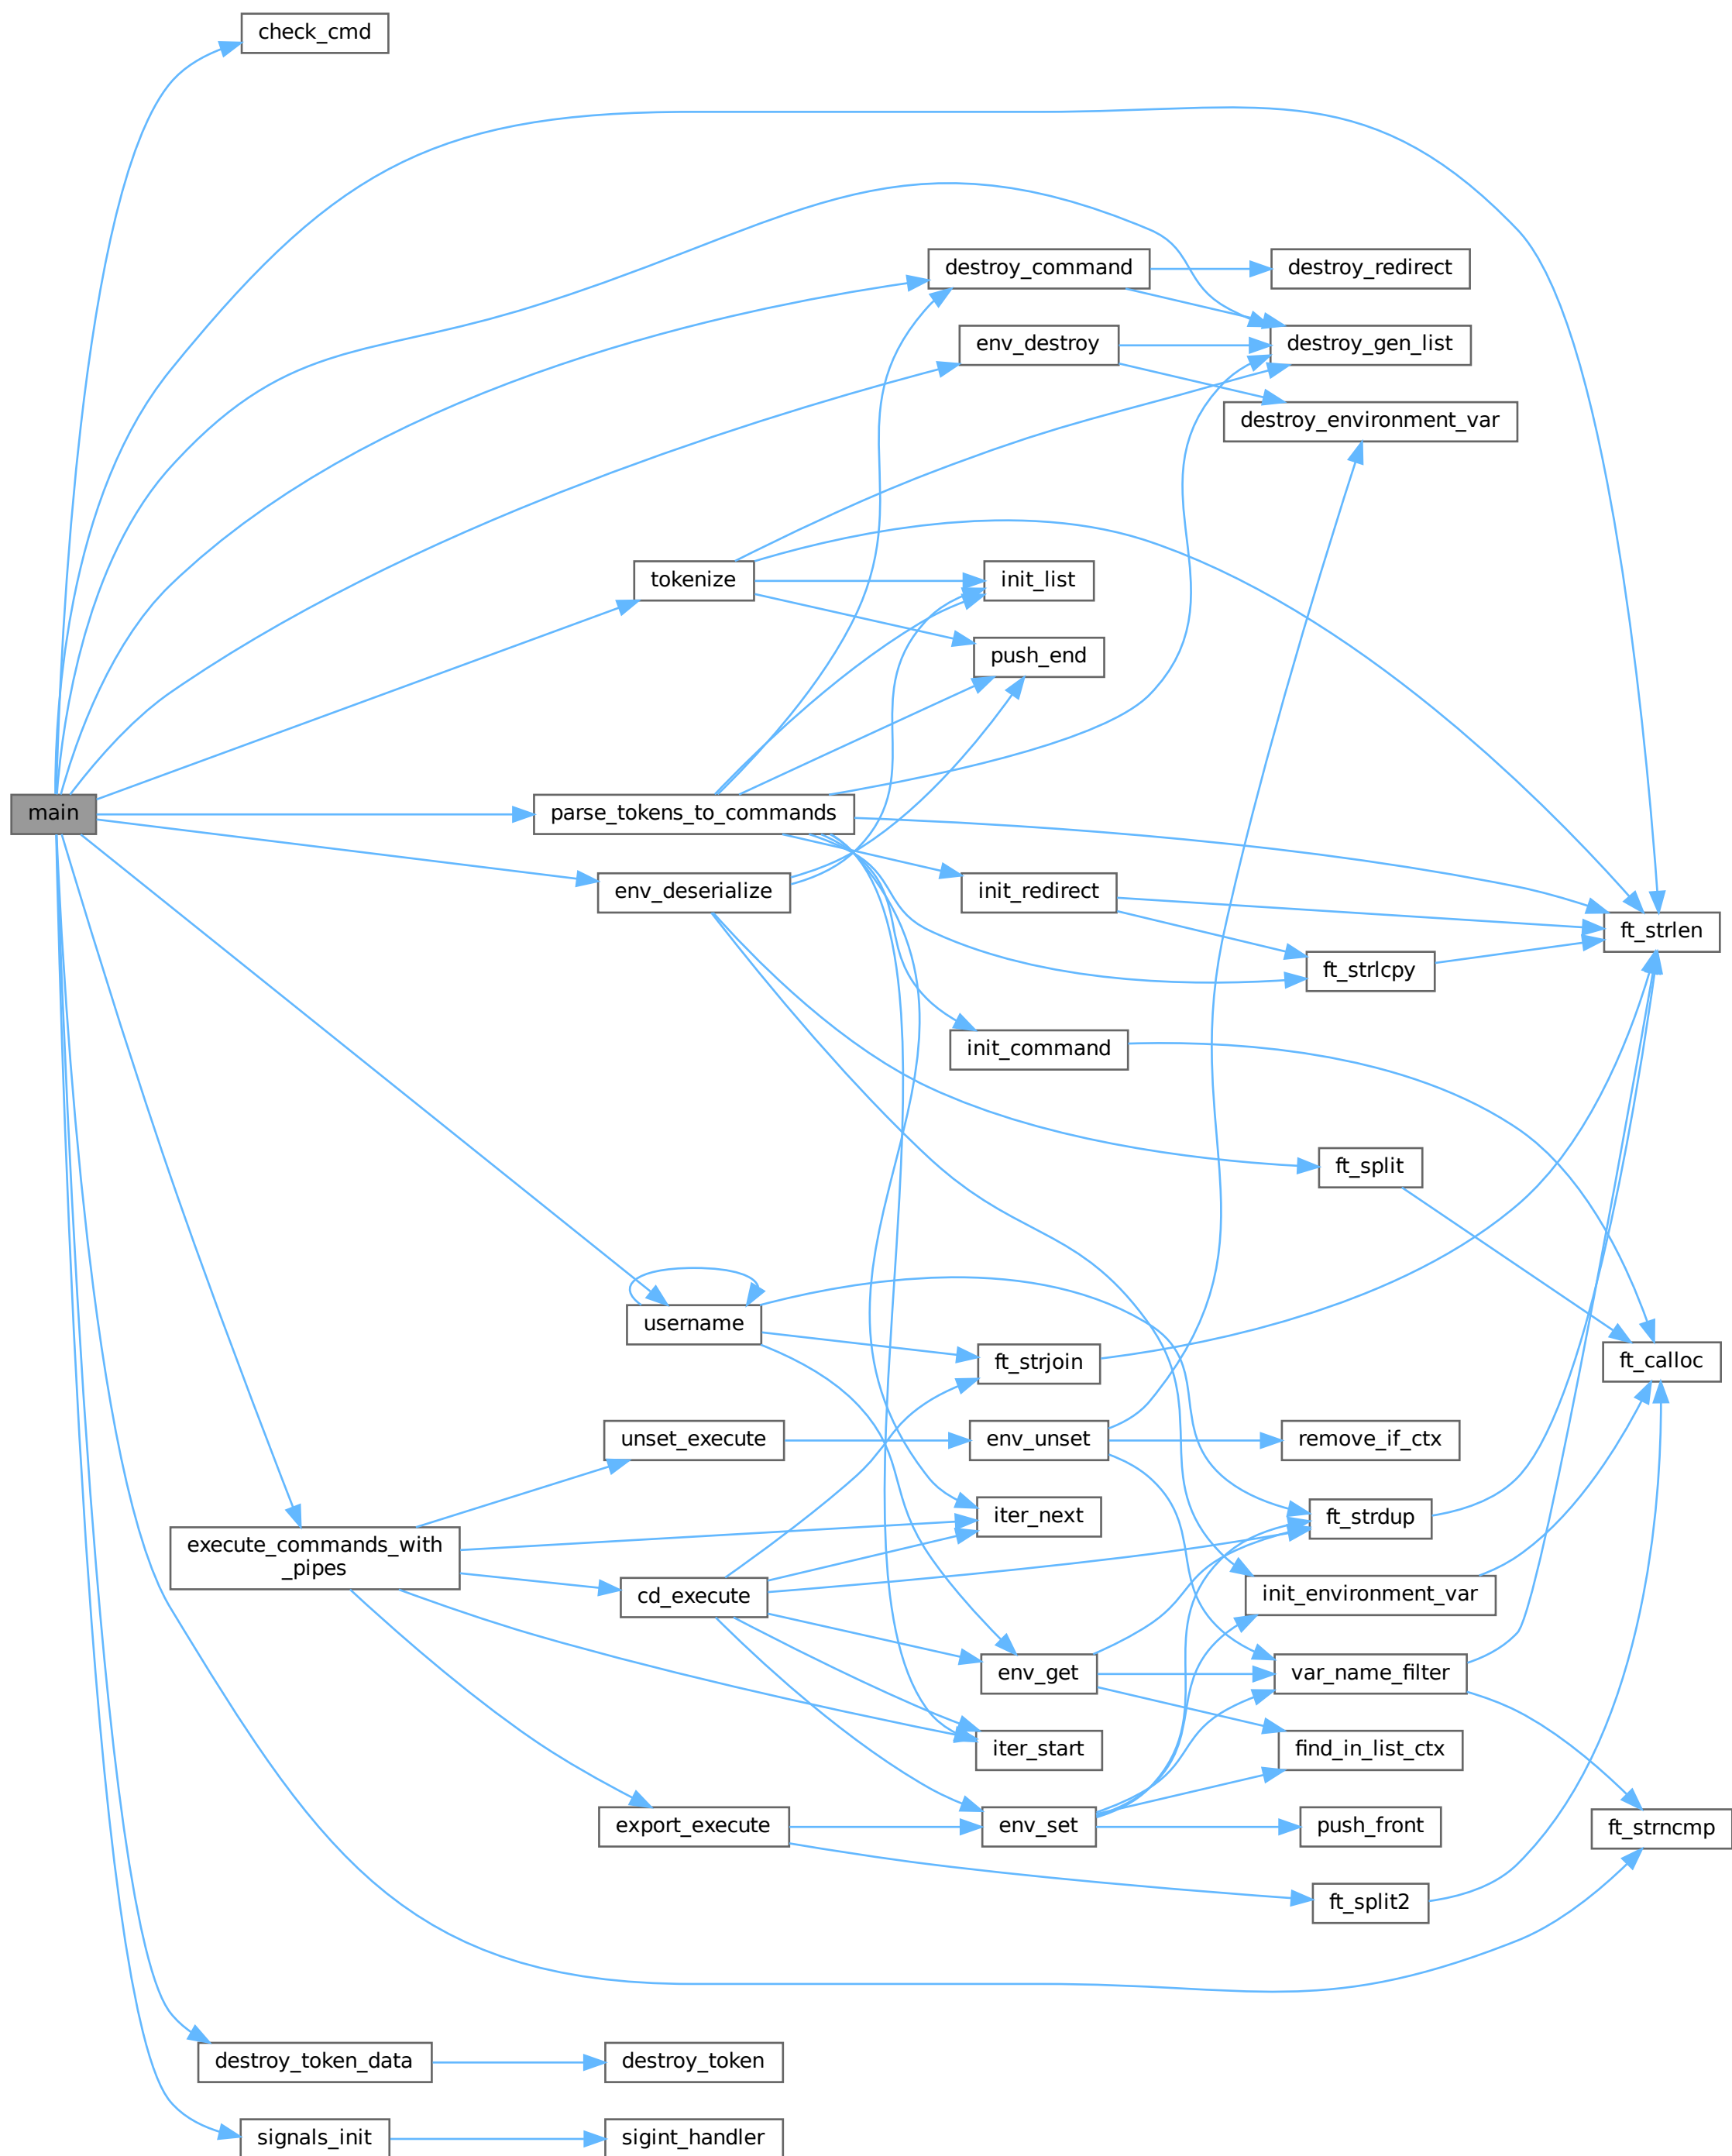 check_cmd
destroy_command
destroy_redirect
env_destroy
destroy_gen_list
destroy_environment_var
tokenize
init_list
push_end
main
parse_tokens_to_commands
env_deserialize
init_redirect
ft_strlen
ft_strlcpy
init_command
ft_split
username
ft_strjoin
ft_calloc
unset_execute
env_unset
remove_if_ctx
iter_next
ft_strdup
execute_commands_with
_pipes
cd_execute
init_environment_var
env_get
var_name_filter
iter_start
find_in_list_ctx
export_execute
env_set
push_front
ft_strncmp
ft_split2
destroy_token_data
destroy_token
signals_init
sigint_handler